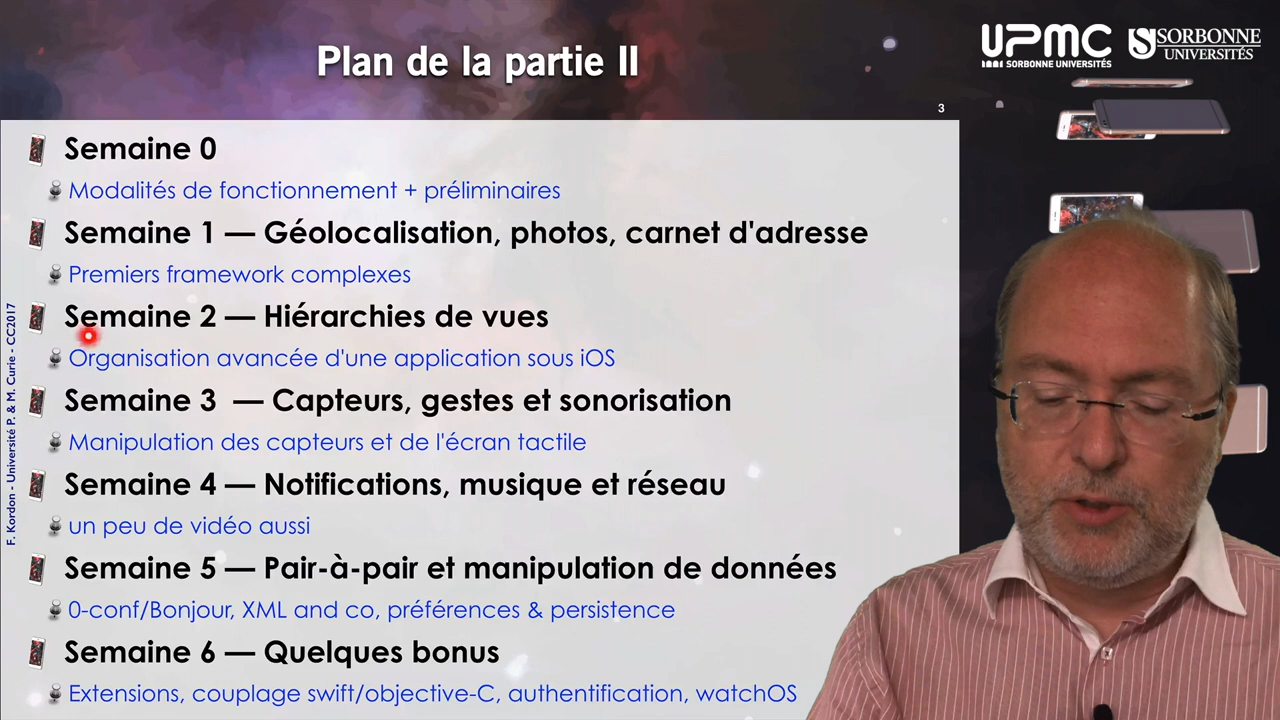 Plan de la partie II
UPMC
SORBONNE UNIVERSITÉS
SORBONNE
UNIVERSITÉS
3
Semaine 0
Modalités de fonctionnement + préliminaires
Semaine 1 — Géolocalisation, photos, carnet d'adresse
Premiers framework complexes
Semaine 2 — Hiérarchies de vues
Organisation avancée d'une application sous iOS
Semaine 3 — Capteurs, gestes et sonorisation
Manipulation des capteurs et de l'écran tactile
Semaine 4 — Notifications, musique et réseau
un peu de vidéo aussi
Semaine 5 — Pair-à-pair et manipulation de données
0-conf/Bonjour, XML and co, préférences & persistence
Semaine 6 — Quelques bonus
Extensions, couplage swift/objective-C, authentification, watchOS
F. Kordon - Université P. & M. Curie - CC2017